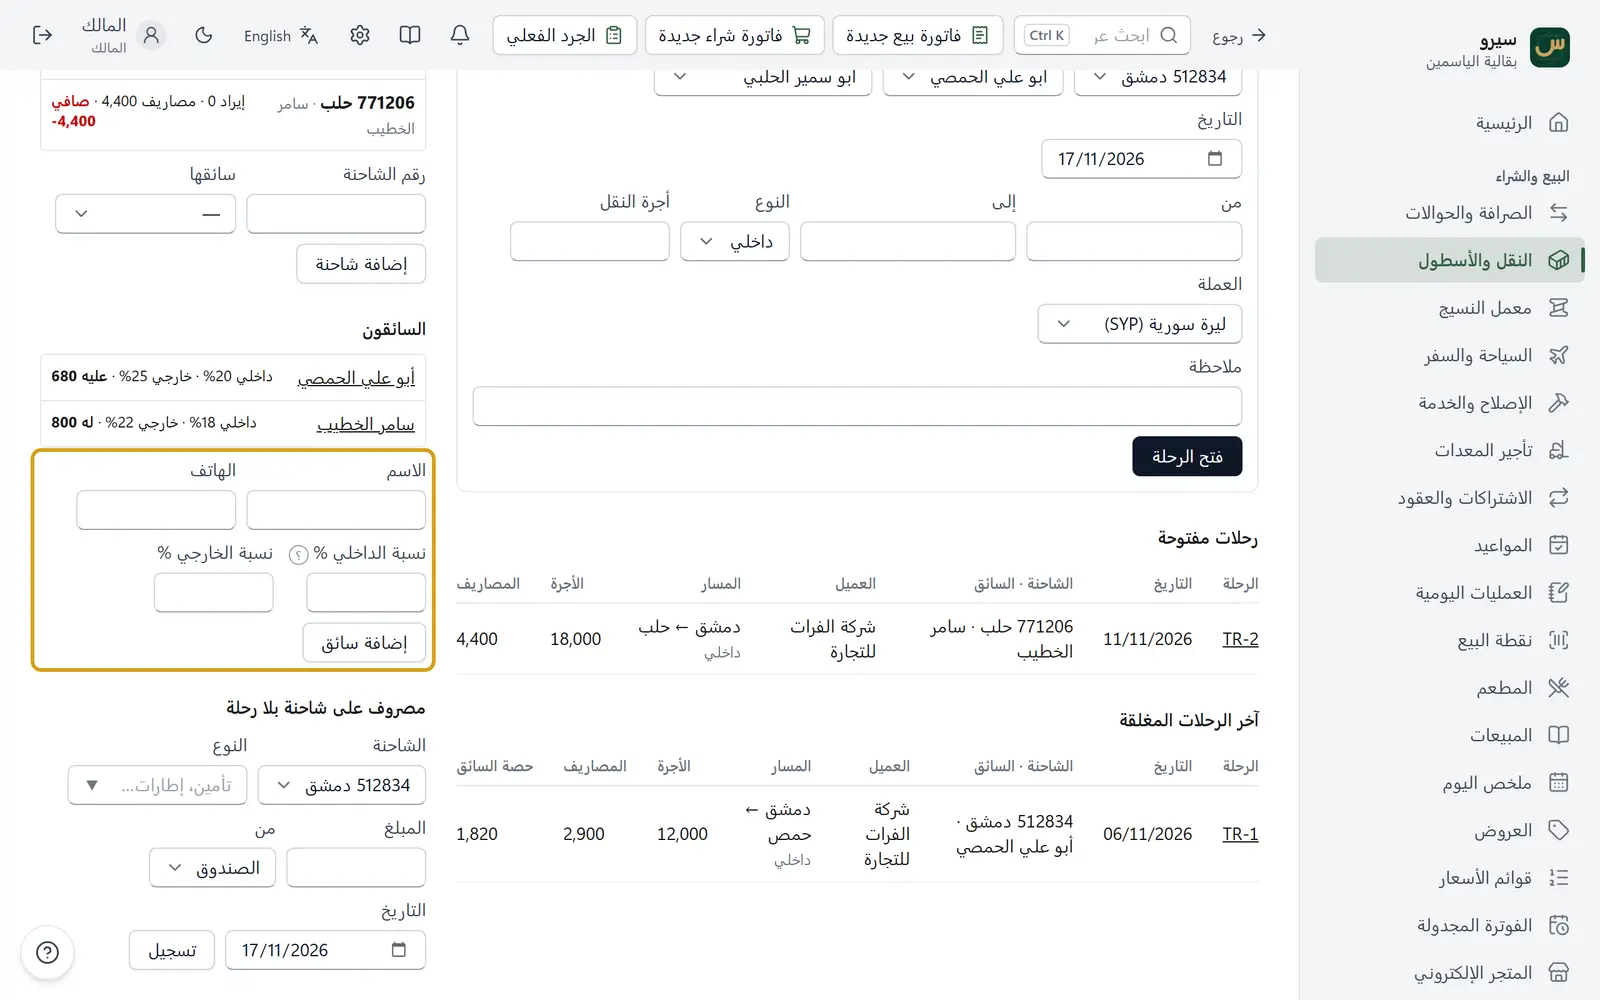 س
سيرو
بقالية الياسمين
رجوع
ابحث عر
Ctrl K
فاتورة بيع جديدة
فاتورة شراء جديدة
الجرد الفعلي
English
المالك
المالك
الرئيسية
البيع والشراء
الصرافة والحوالات
النقل والأسطول
معمل النسيج
السياحة والسفر
الإصلاح والخدمة
تأجير المعدات
الاشتراكات والعقود
المواعيد
العمليات اليومية
نقطة البيع
المطعم
المبيعات
ملخص اليوم
العروض
قوائم الأسعار
الفوترة المجدولة
المتجر الإلكتروني
512834 دمشق
أبو علي الحمصي
أبو سمير الحلبي
التاريخ
17/11/2026
من
إلى
النوع
أجرة النقل
داخلي
العملة
ليرة سورية (SYP)
ملاحظة
فتح الرحلة
رحلات مفتوحة
الرحلة
التاريخ
الشاحنة · السائق
العميل
المسار
الأجرة
المصاريف
TR-2
11/11/2026
771206 حلب · سامر الخطيب
شركة الفرات للتجارة
دمشق ← حلب
داخلي
18,000
4,400
آخر الرحلات المغلقة
الرحلة
التاريخ
الشاحنة · السائق
العميل
المسار
الأجرة
المصاريف
حصة السائق
TR-1
06/11/2026
512834 دمشق · أبو علي الحمصي
شركة الفرات للتجارة
دمشق ← حمص
داخلي
12,000
2,900
1,820
771206 حلب · سامر الخطيب
إيراد 0 · مصاريف 4,400 · صافي
-4,400
رقم الشاحنة
سائقها
—
إضافة شاحنة
السائقون
أبو علي الحمصي
داخلي 20% · خارجي 25% · عليه 680
سامر الخطيب
داخلي 18% · خارجي 22% · له 800
الاسم
الهاتف
نسبة الداخلي %
؟
نسبة الخارجي %
إضافة سائق
مصروف على شاحنة بلا رحلة
الشاحنة
النوع
512834 دمشق
تأمين، إطارات...
المبلغ
من
الصندوق
التاريخ
17/11/2026
تسجيل